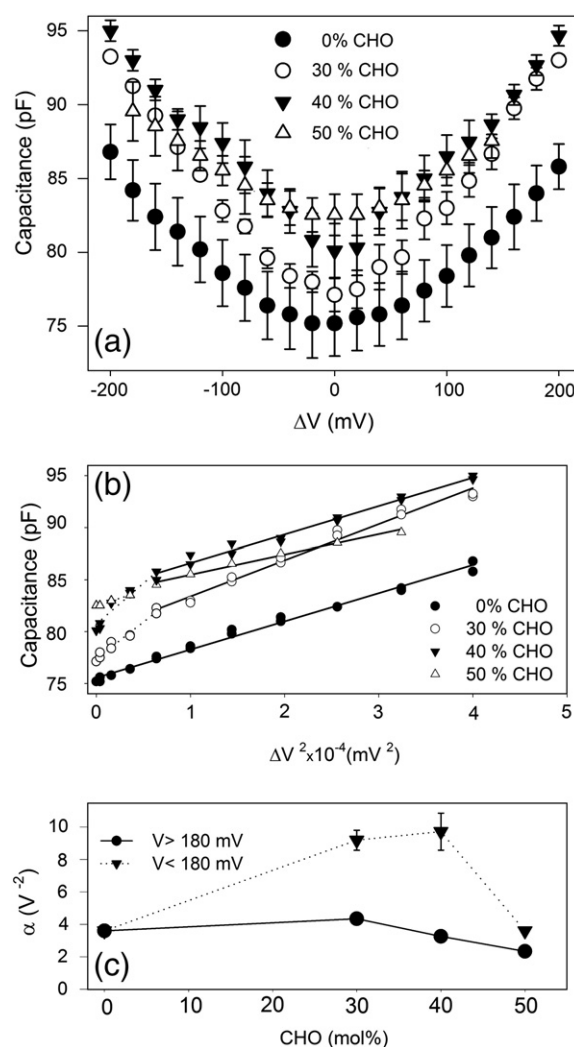 95
90
85
80
75
Capacitance (pF)
0% CHO
30 % CHO
40 % CHO
50 % CHO
(a)
-200 -100 0 100 200
ΔV (mV)
(b)
95
90
85
80
75
Capacitance (pF)
0% CHO
30 % CHO
40 % CHO
50 % CHO
0 1 2 3 4
ΔV ²x10⁻⁴(mV ²)
10
8
6
4
2
0
α (V ⁻²)
V> 180 mV
V< 180 mV
(c)
0 10 20 30 40 50
CHO (mol%)